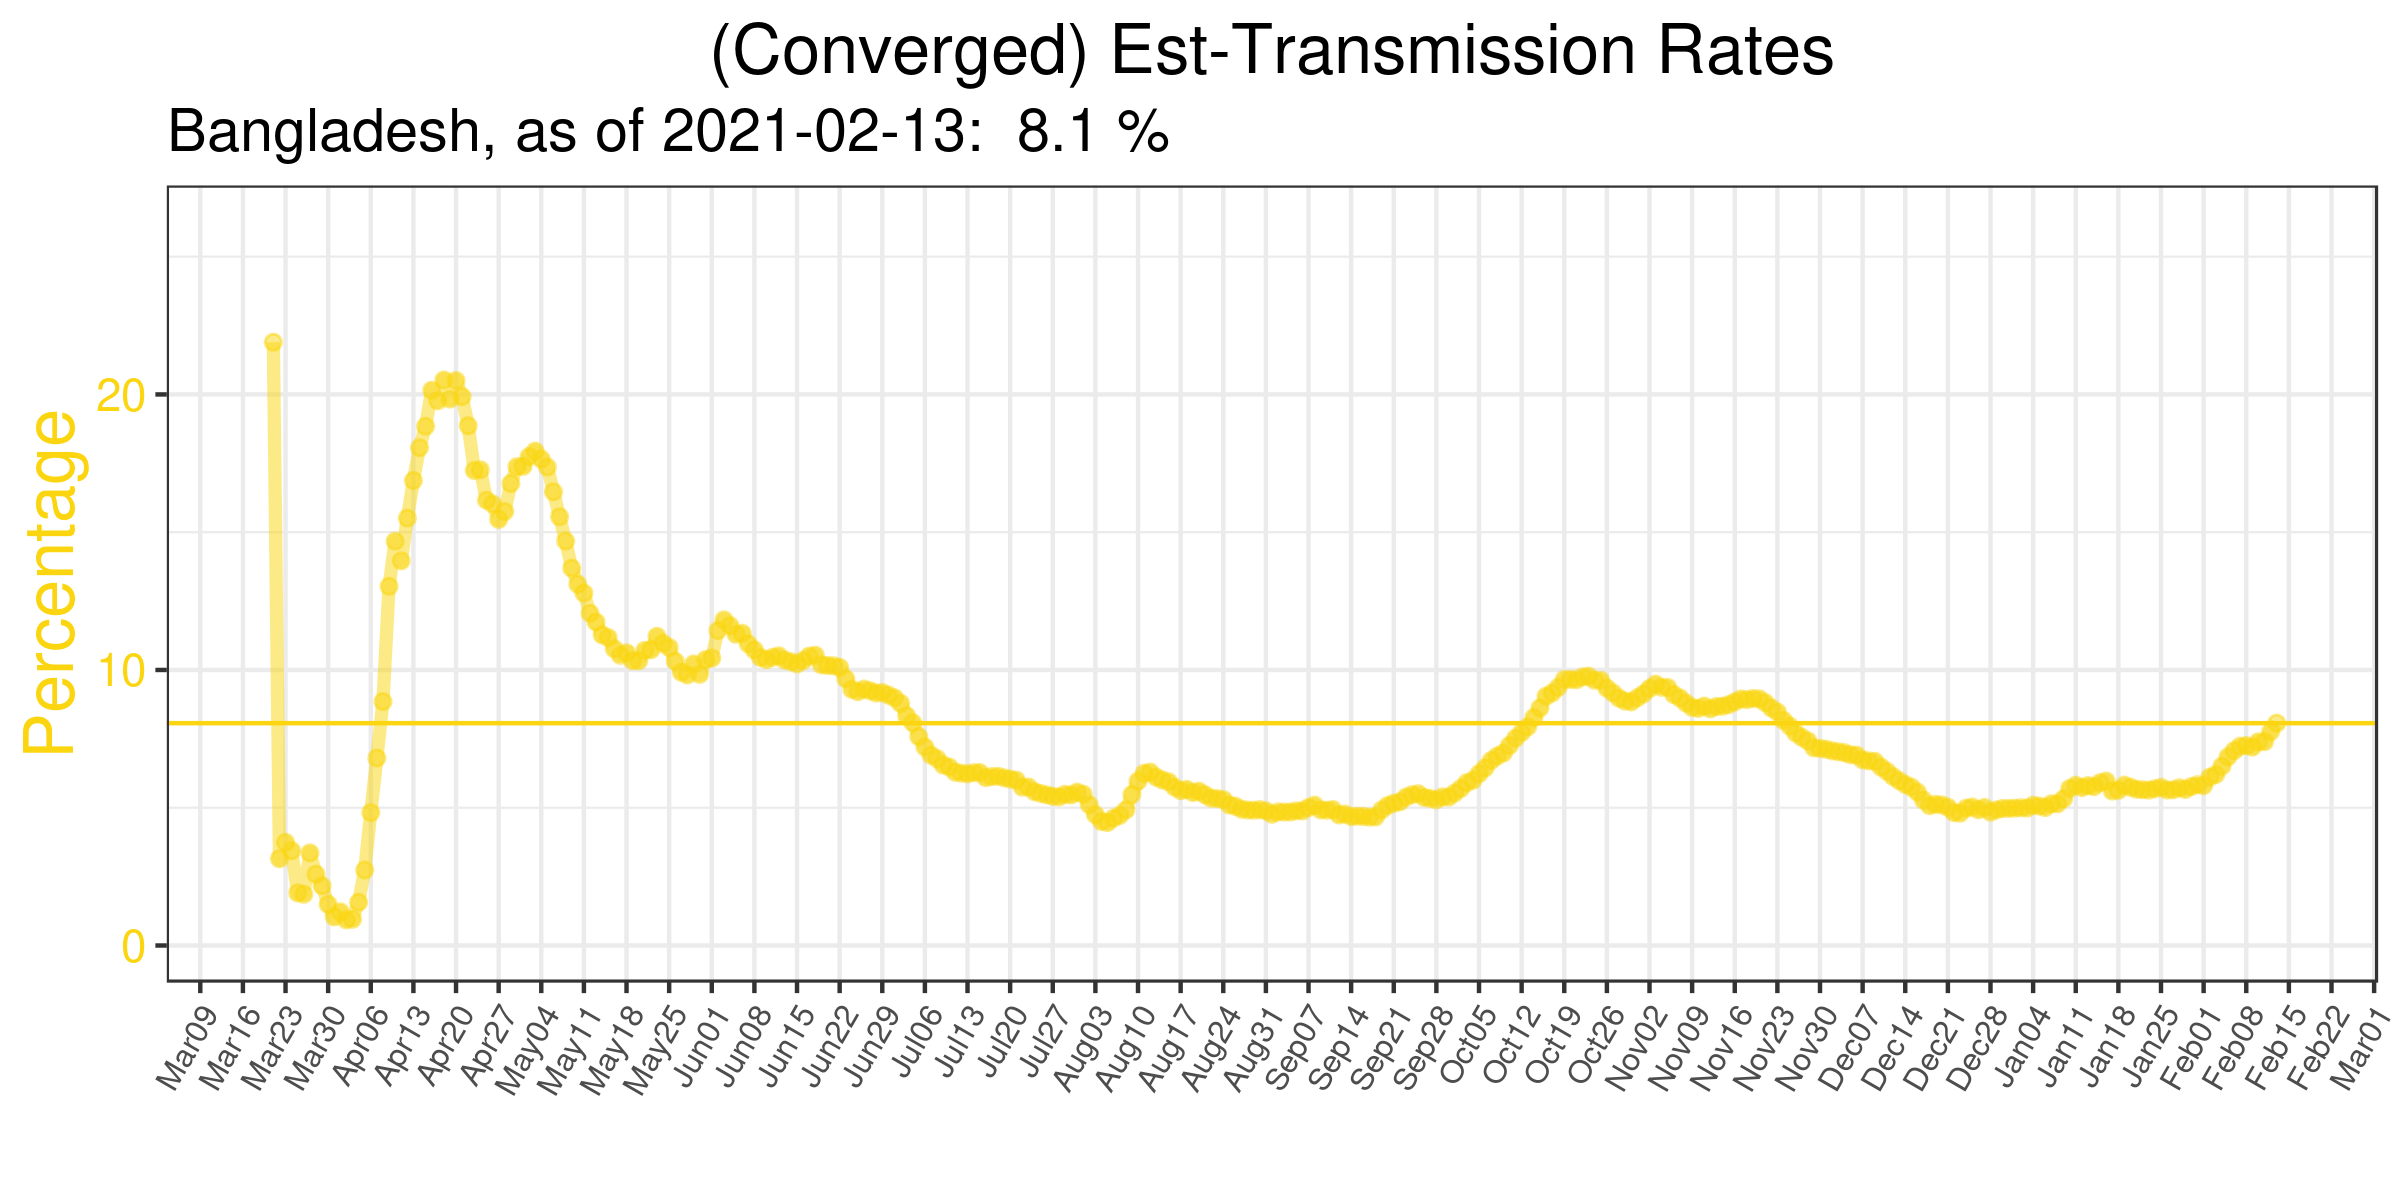 (Converged) Est-Transmission Rates
Bangladesh, as of 2021-02-13:  8.1 %
Percentage
20
10
0
Mar09
Mar16
Mar23
Mar30
Apr06
Apr13
Apr20
Apr27
May04
May11
May18
May25
Jun01
Jun08
Jun15
Jun22
Jun29
Jul06
Jul13
Jul20
Jul27
Aug03
Aug10
Aug17
Aug24
Aug31
Sep07
Sep14
Sep21
Sep28
Oct05
Oct12
Oct19
Oct26
Nov02
Nov09
Nov16
Nov23
Nov30
Dec07
Dec14
Dec21
Dec28
Jan04
Jan11
Jan18
Jan25
Feb01
Feb08
Feb15
Feb22
Mar01